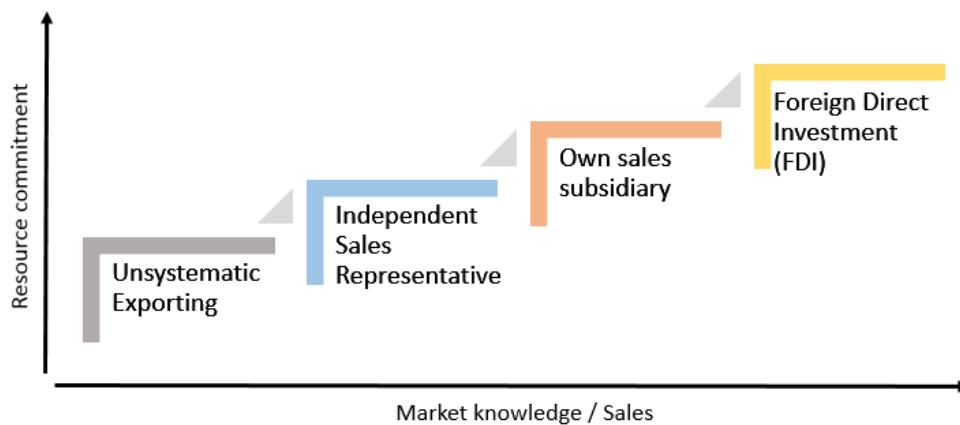 Resource commitment
Foreign Direct
Investment
(FDI)
Own sales
subsidiary
Independent
Sales
Representative
Unsystematic
Exporting
Market knowledge / Sales